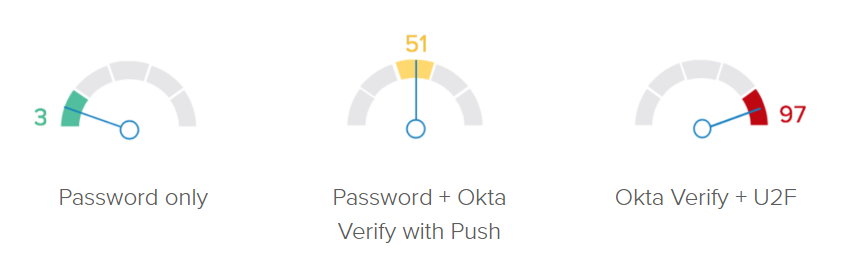 3
51
97
Password only
Password + Okta
Verify with Push
Okta Verify + U2F